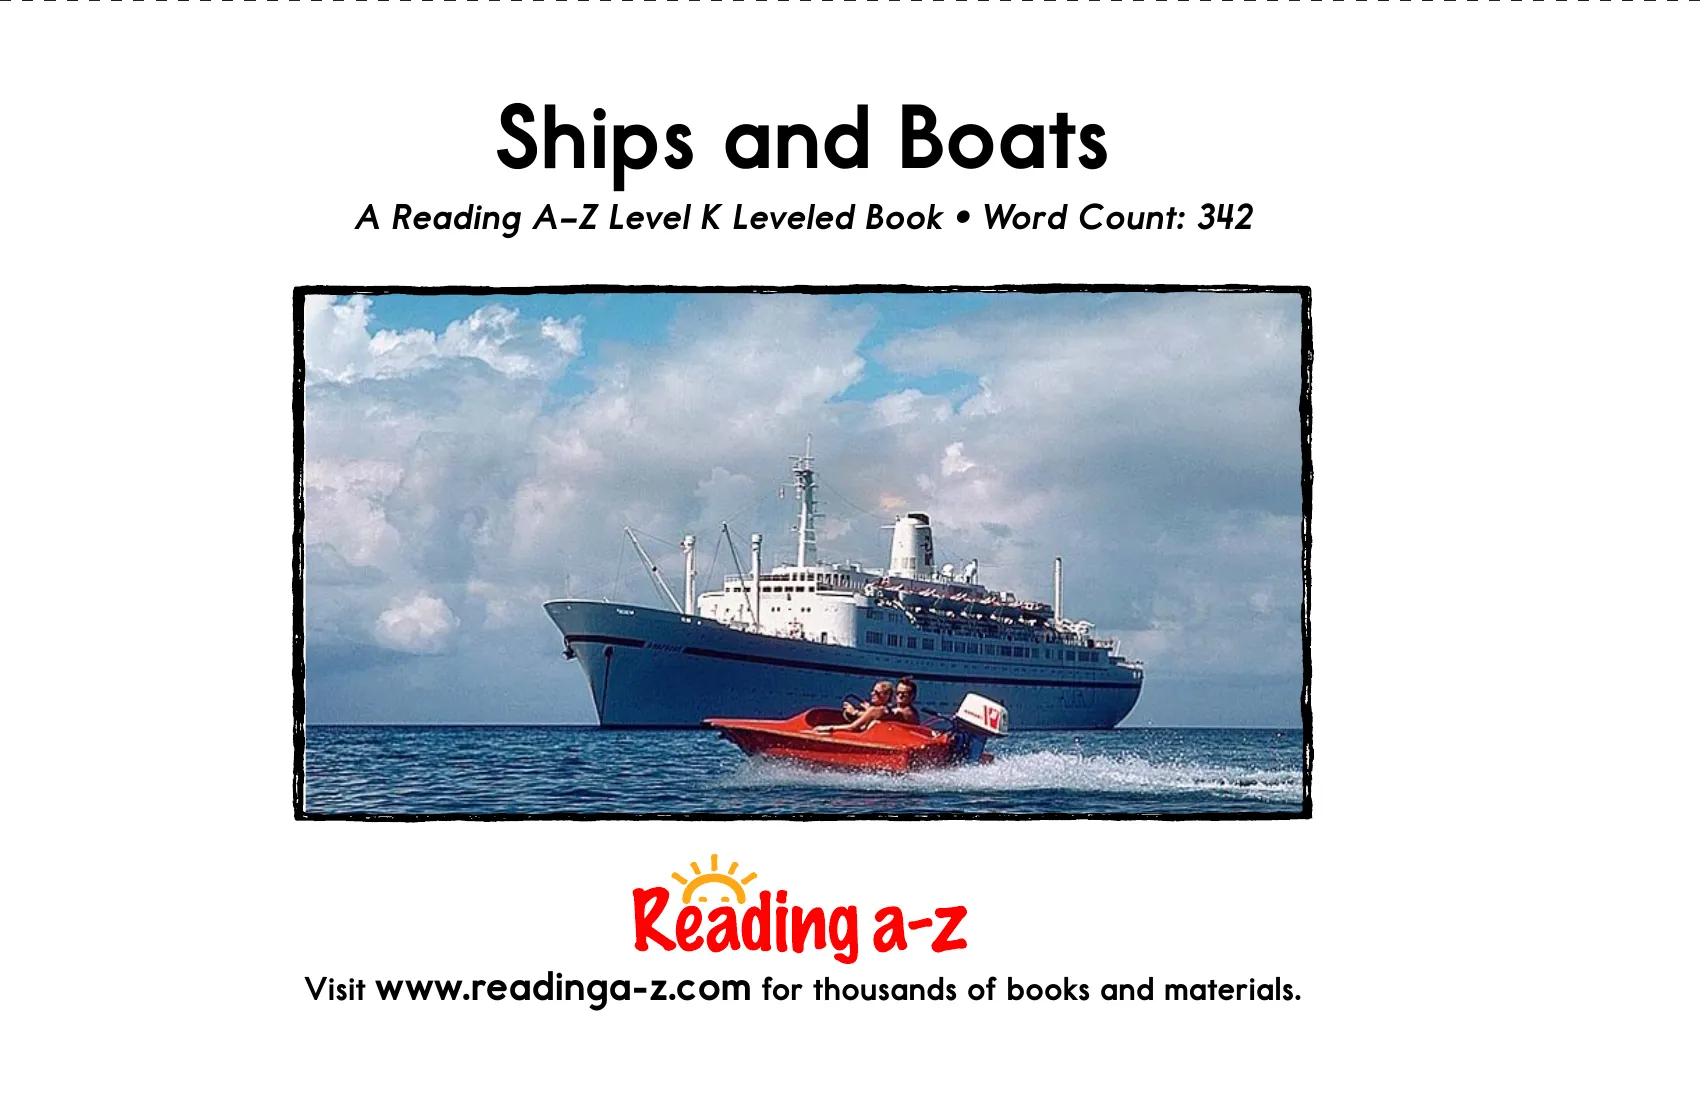 Ships and Boats
A Reading A–Z Level K Leveled Book • Word Count: 342
Reading a-z
Visit www.readinga-z.com for thousands of books and materials.